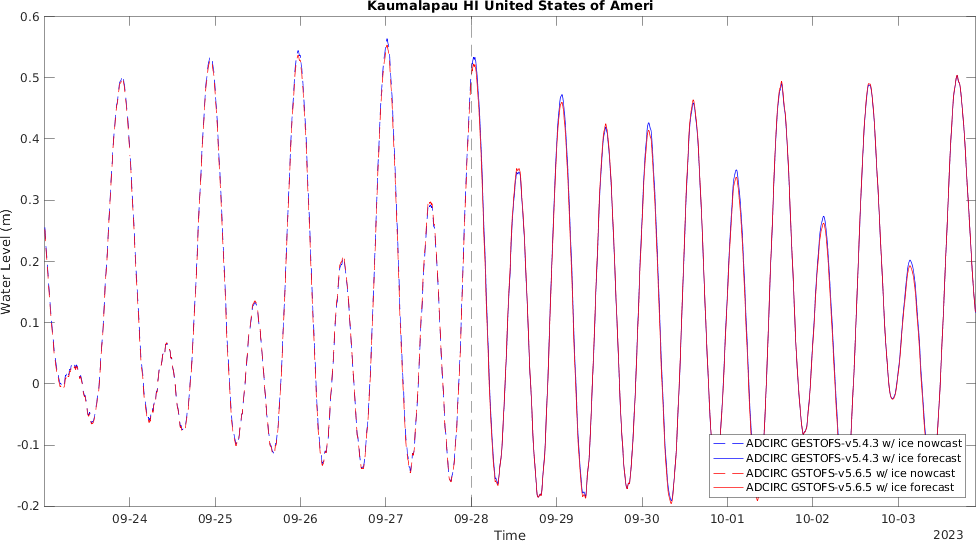 Kaumalapau HI United States of Ameri
0.6
0.5
0.4
0.3
0.2
0.1
0
-0.1
-0.2
Water Level (m)
ADCIRC GESTOFS-v5.4.3 w/ ice nowcast
ADCIRC GESTOFS-v5.4.3 w/ ice forecast
ADCIRC GSTOFS-v5.6.5 w/ ice nowcast
ADCIRC GSTOFS-v5.6.5 w/ ice forecast
09-24 09-25 09-26 09-27 09-28 09-29 09-30 10-01 10-02 10-03
Time
2023